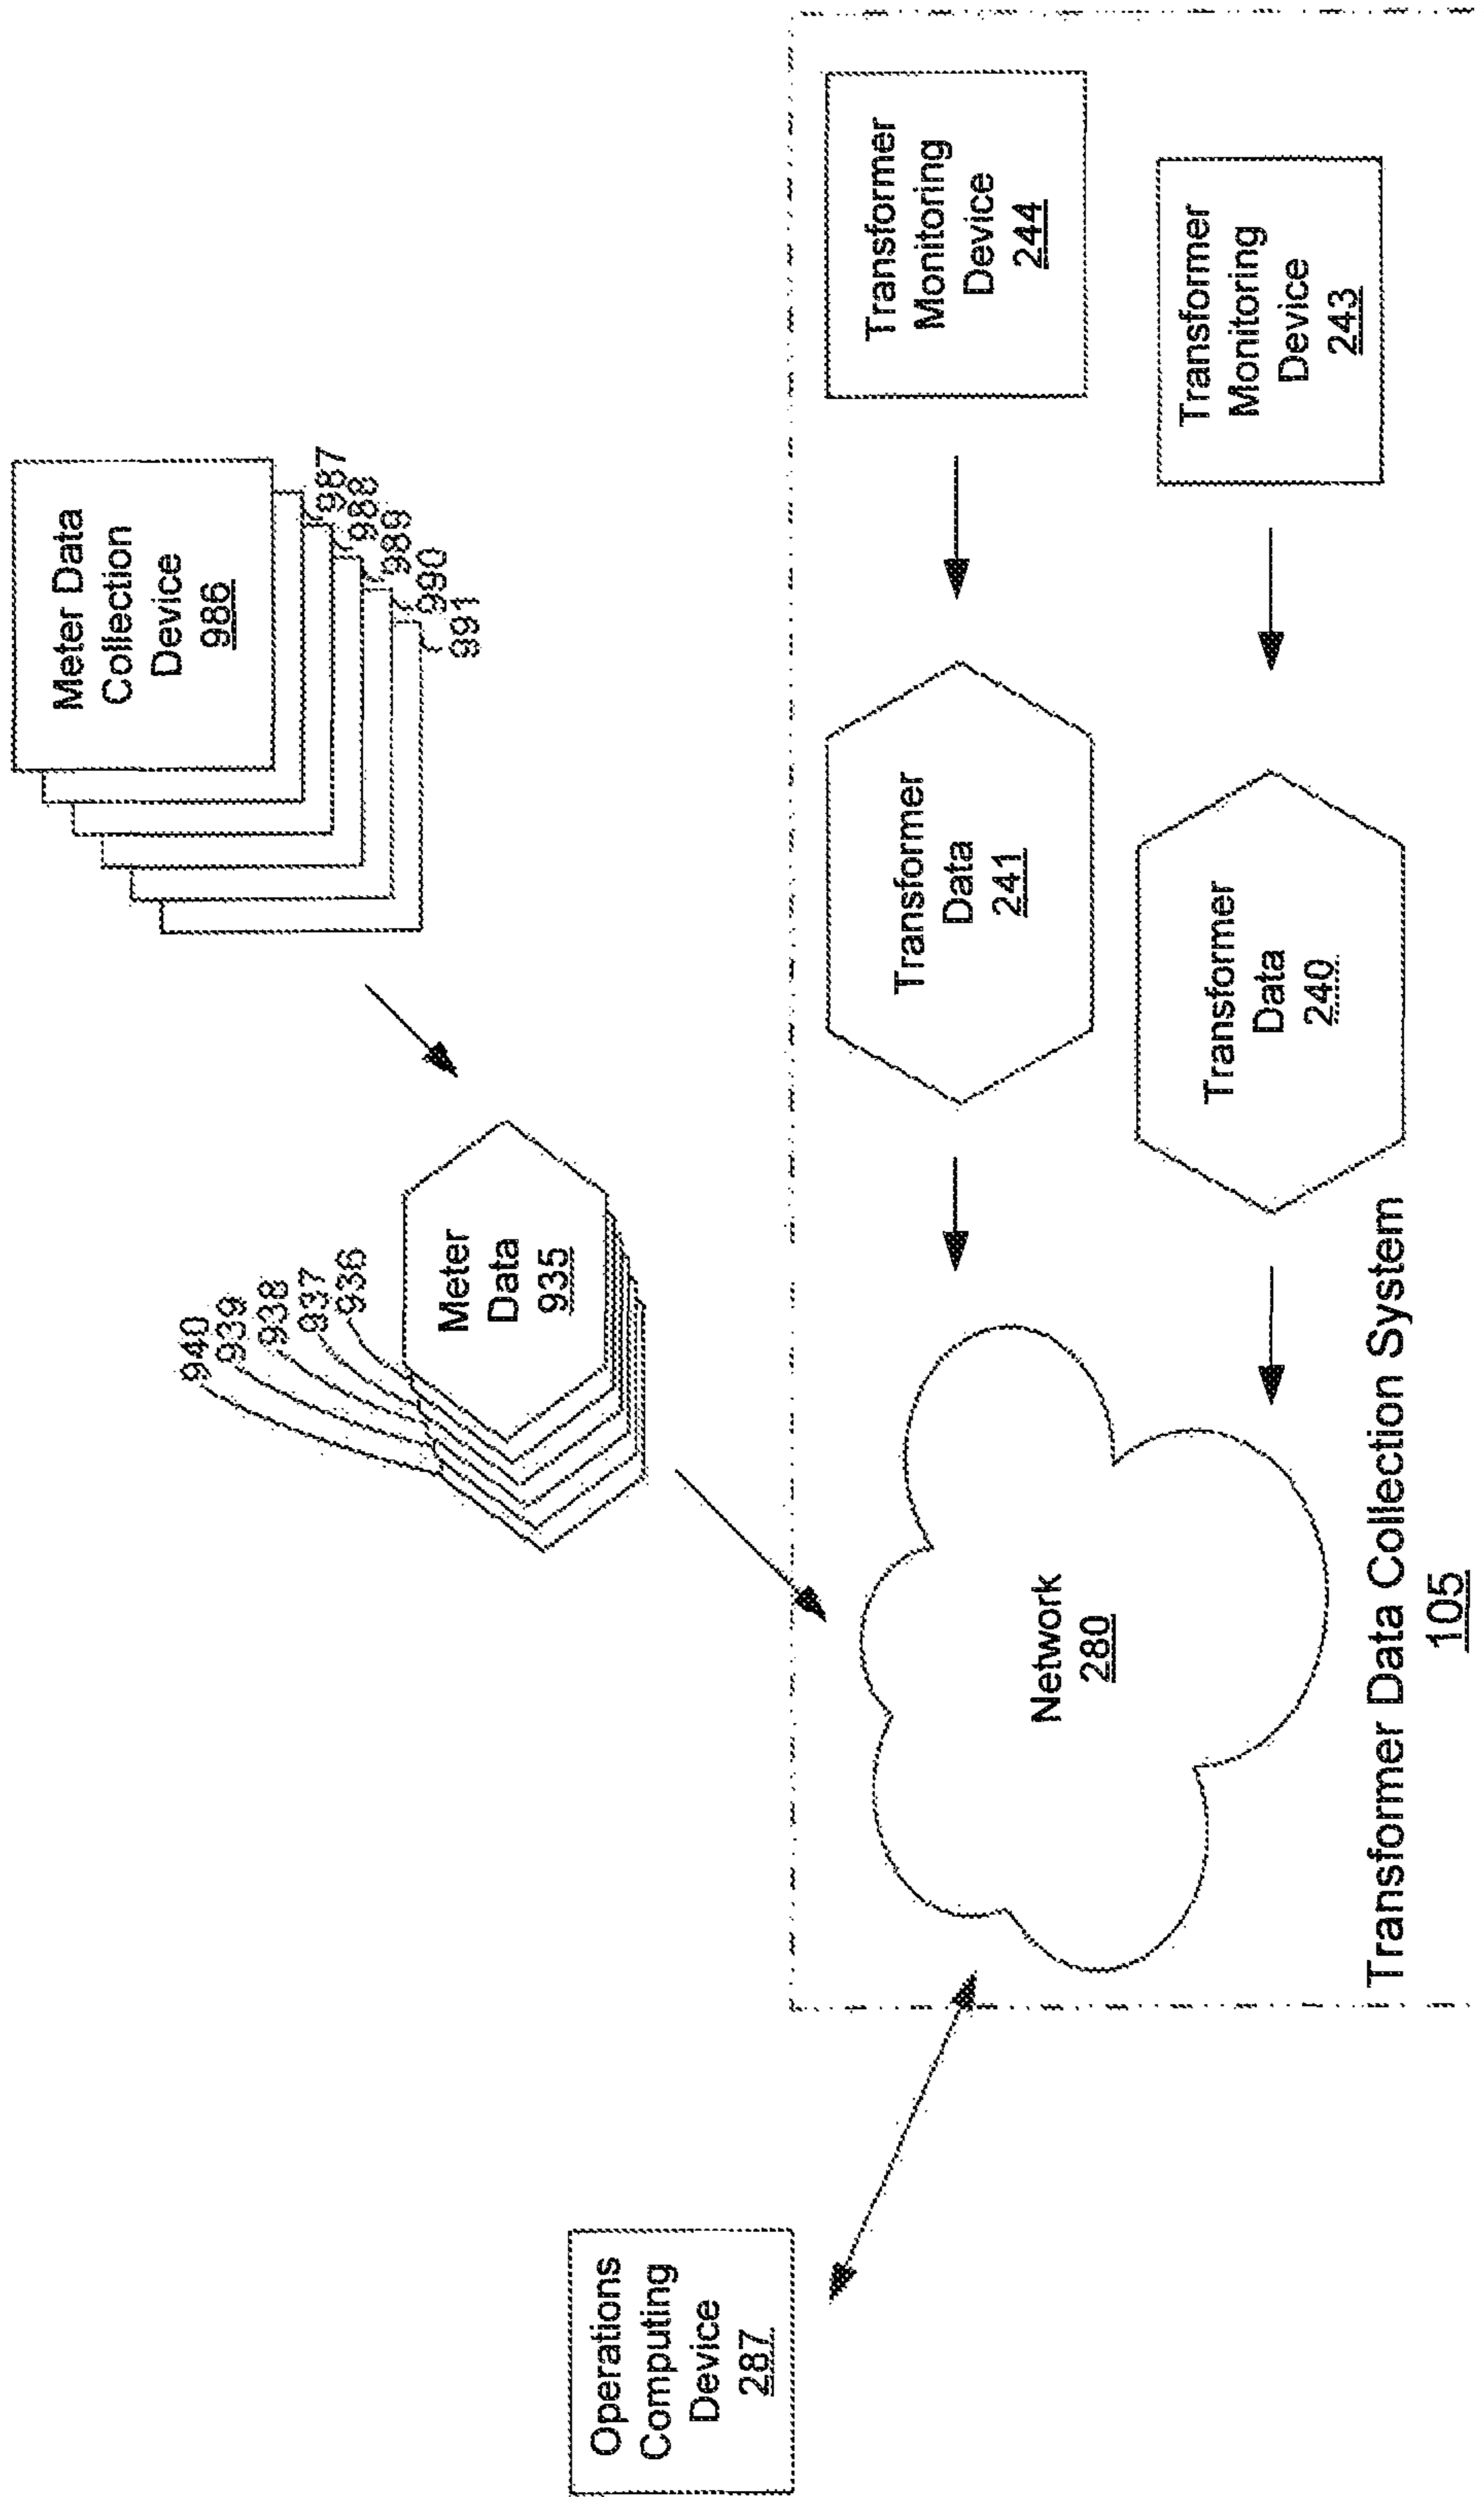 Meter Data
Collection
Device
986
987
988
989
990
991
940
939
938
937
936
Meter
Data
935
Operations
Computing
Device
287
Network
280
Transformer
Data
241
Transformer
Monitoring
Device
244
Transformer
Data
240
Transformer
Monitoring
Device
243
Transformer Data Collection System
105